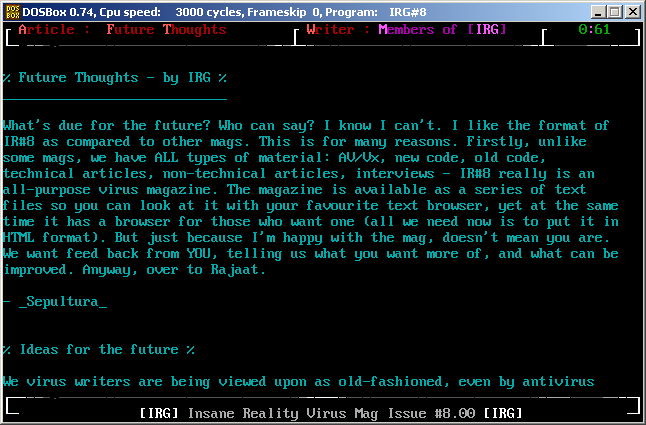 DOSBox 0.74, Cpu speed: 3000 cycles, Frameskip 0, Program: IRG#8
Article : Future Thoughts Writer : Members of [IRG] 0:61
% Future Thoughts - by IRG %
What's due for the future? Who can say? I know I can't. I like the format of
IR#8 as compared to other mags. This is for many reasons. Firstly, unlike
some mags, we have ALL types of material: AV/Vx, new code, old code,
technical articles, non-technical articles, interviews - IR#8 really is an
all-purpose virus magazine. The magazine is available as a series of text
files so you can look at it with your favourite text browser, yet at the same
time it has a browser for those who want one (all we need now is to put it in
HTML format). But just because I'm happy with the mag, doesn't mean you are.
We want feed back from YOU, telling us what you want more of, and what can be
improved. Anyway, over to Rajaat.
- _Sepultura_
% Ideas for the future %
We virus writers are being viewed upon as old-fashioned, even by antivirus
[IRG] Insane Reality Virus Mag Issue #8.00 [IRG]